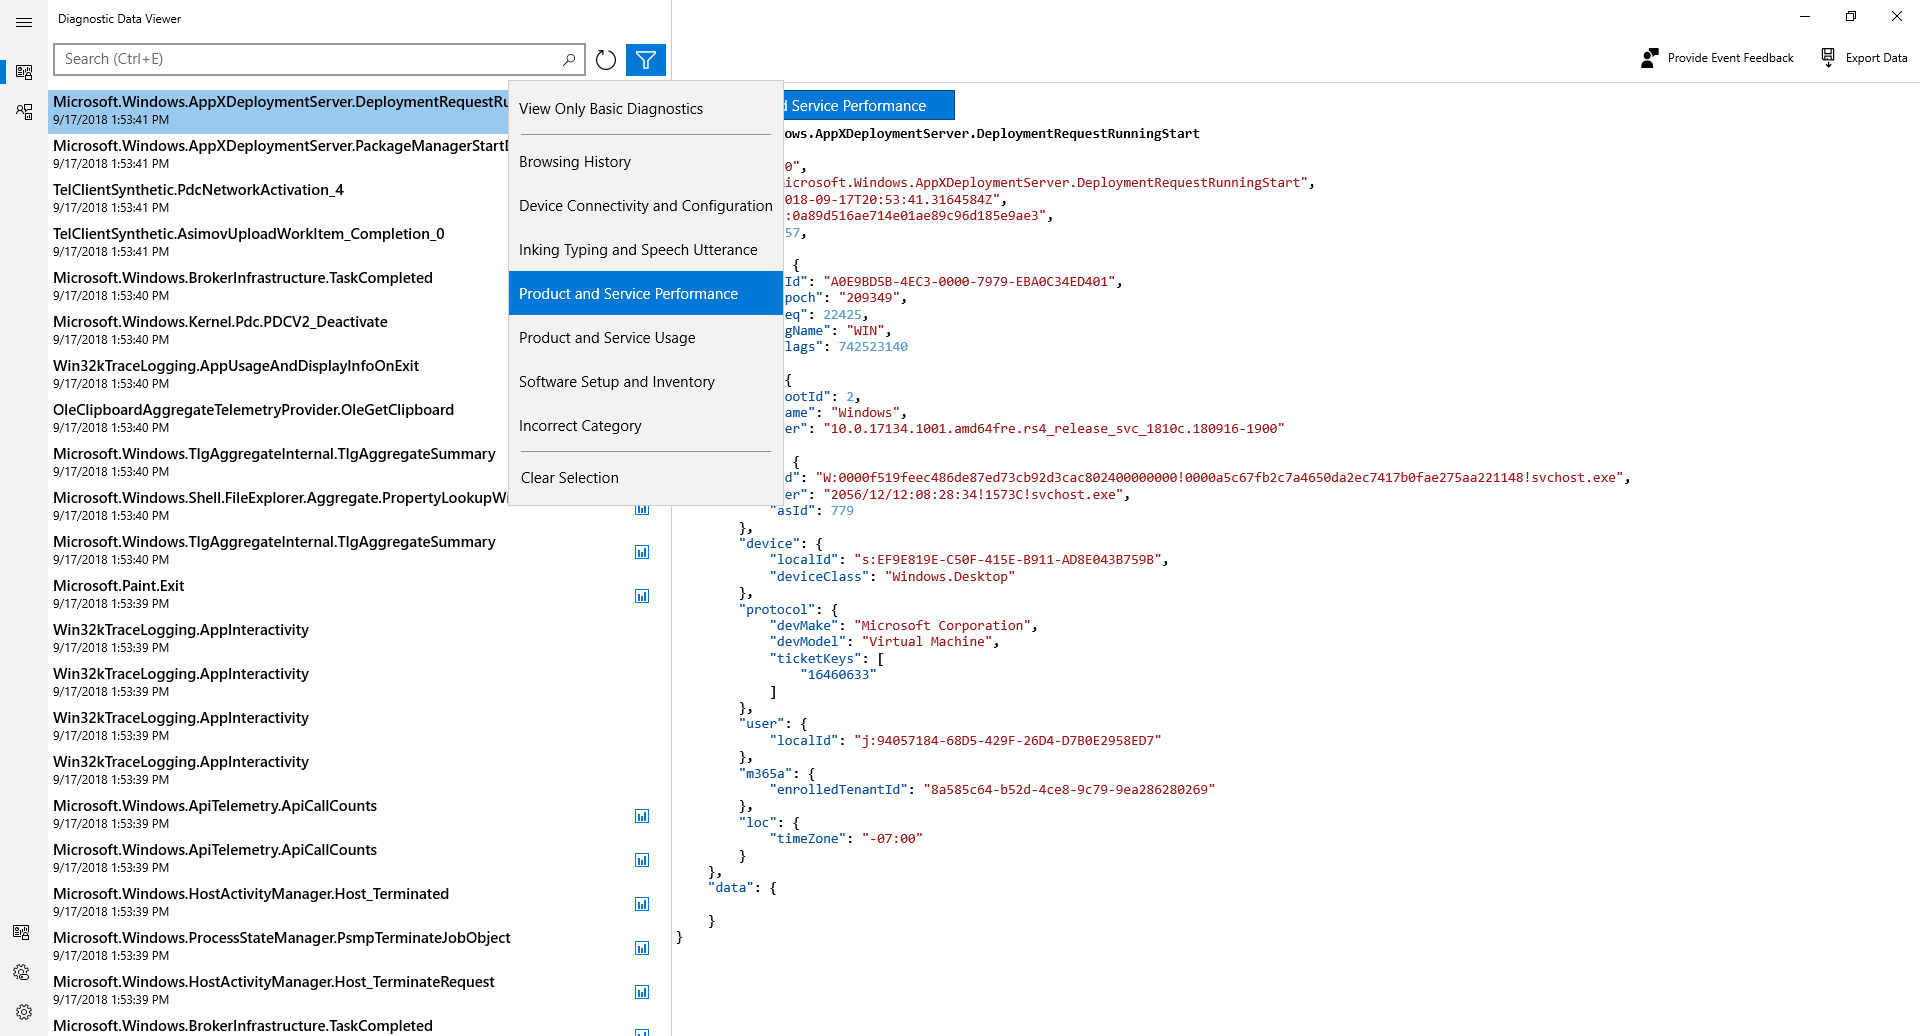 Diagnostic Data Viewer
Search (Ctrl+E)
Provide Event Feedback
Export Data
Microsoft.Windows.AppXDeploymentServer.DeploymentRequestRu
9/17/2018 1:53:41 PM
Microsoft.Windows.AppXDeploymentServer.PackageManagerStartD
9/17/2018 1:53:41 PM
TelClientSynthetic.PdcNetworkActivation_4
9/17/2018 1:53:41 PM
TelClientSynthetic.AsimovUploadWorkItem_Completion_0
9/17/2018 1:53:41 PM
Microsoft.Windows.BrokerInfrastructure.TaskCompleted
9/17/2018 1:53:40 PM
Microsoft.Windows.Kernel.Pdc.PDCV2_Deactivate
9/17/2018 1:53:40 PM
Win32kTraceLogging.AppUsageAndDisplayInfoOnExit
9/17/2018 1:53:40 PM
OleClipboardAggregateTelemetryProvider.OleGetClipboard
9/17/2018 1:53:40 PM
Microsoft.Windows.TlgAggregateInternal.TlgAggregateSummary
9/17/2018 1:53:40 PM
Microsoft.Windows.Shell.FileExplorer.Aggregate.PropertyLookupWi
9/17/2018 1:53:40 PM
Microsoft.Windows.TlgAggregateInternal.TlgAggregateSummary
9/17/2018 1:53:40 PM
Microsoft.Paint.Exit
9/17/2018 1:53:39 PM
Win32kTraceLogging.AppInteractivity
9/17/2018 1:53:39 PM
Win32kTraceLogging.AppInteractivity
9/17/2018 1:53:39 PM
Win32kTraceLogging.AppInteractivity
9/17/2018 1:53:39 PM
Win32kTraceLogging.AppInteractivity
9/17/2018 1:53:39 PM
Microsoft.Windows.ApiTelemetry.ApiCallCounts
9/17/2018 1:53:39 PM
Microsoft.Windows.ApiTelemetry.ApiCallCounts
9/17/2018 1:53:39 PM
Microsoft.Windows.HostActivityManager.Host_Terminated
9/17/2018 1:53:39 PM
Microsoft.Windows.ProcessStateManager.PsmpTerminateJobObject
9/17/2018 1:53:39 PM
Microsoft.Windows.HostActivityManager.Host_TerminateRequest
9/17/2018 1:53:39 PM
Microsoft.Windows.BrokerInfrastructure.TaskCompleted
View Only Basic Diagnostics
Browsing History
Device Connectivity and Configuration
Inking Typing and Speech Utterance
Product and Service Performance
Product and Service Usage
Software Setup and Inventory
Incorrect Category
Clear Selection
d Service Performance
ows.AppXDeploymentServer.DeploymentRequestRunningStart
0",
icrosoft.Windows.AppXDeploymentServer.DeploymentRequestRunningStart",
018-09-17T20:53:41.3164584Z",
:0a89d516ae714e01ae89c96d185e9ae3",
57,
{
Id": "A0E9BD5B-4EC3-0000-7979-EBA0C34ED401",
poch": "209349",
eq": 22425,
gName": "WIN",
lags": 742523140
{
ootId": 2,
ame": "Windows",
er": "10.0.17134.1001.amd64fre.rs4_release_svc_1810c.180916-1900"
{
d": "W:0000f519feec486de87ed73cb92d3cac802400000000!0000a5c67fb2c7a4650da2ec7417b0fae275aa221148!svchost.exe",
er": "2056/12/12:08:28:34!1573C!svchost.exe",
"asId": 779
},
"device": {
"localId": "s:EF9E819E-C50F-415E-B911-AD8E043B759B",
"deviceClass": "Windows.Desktop"
},
"protocol": {
"devMake": "Microsoft Corporation",
"devModel": "Virtual Machine",
"ticketKeys": [
"16460633"
]
},
"user": {
"localId": "j:94057184-68D5-429F-26D4-D7B0E2958ED7"
},
"m365a": {
"enrolledTenantId": "8a585c64-b52d-4ce8-9c79-9ea286280269"
},
"loc": {
"timeZone": "-07:00"
}
},
"data": {
}
}